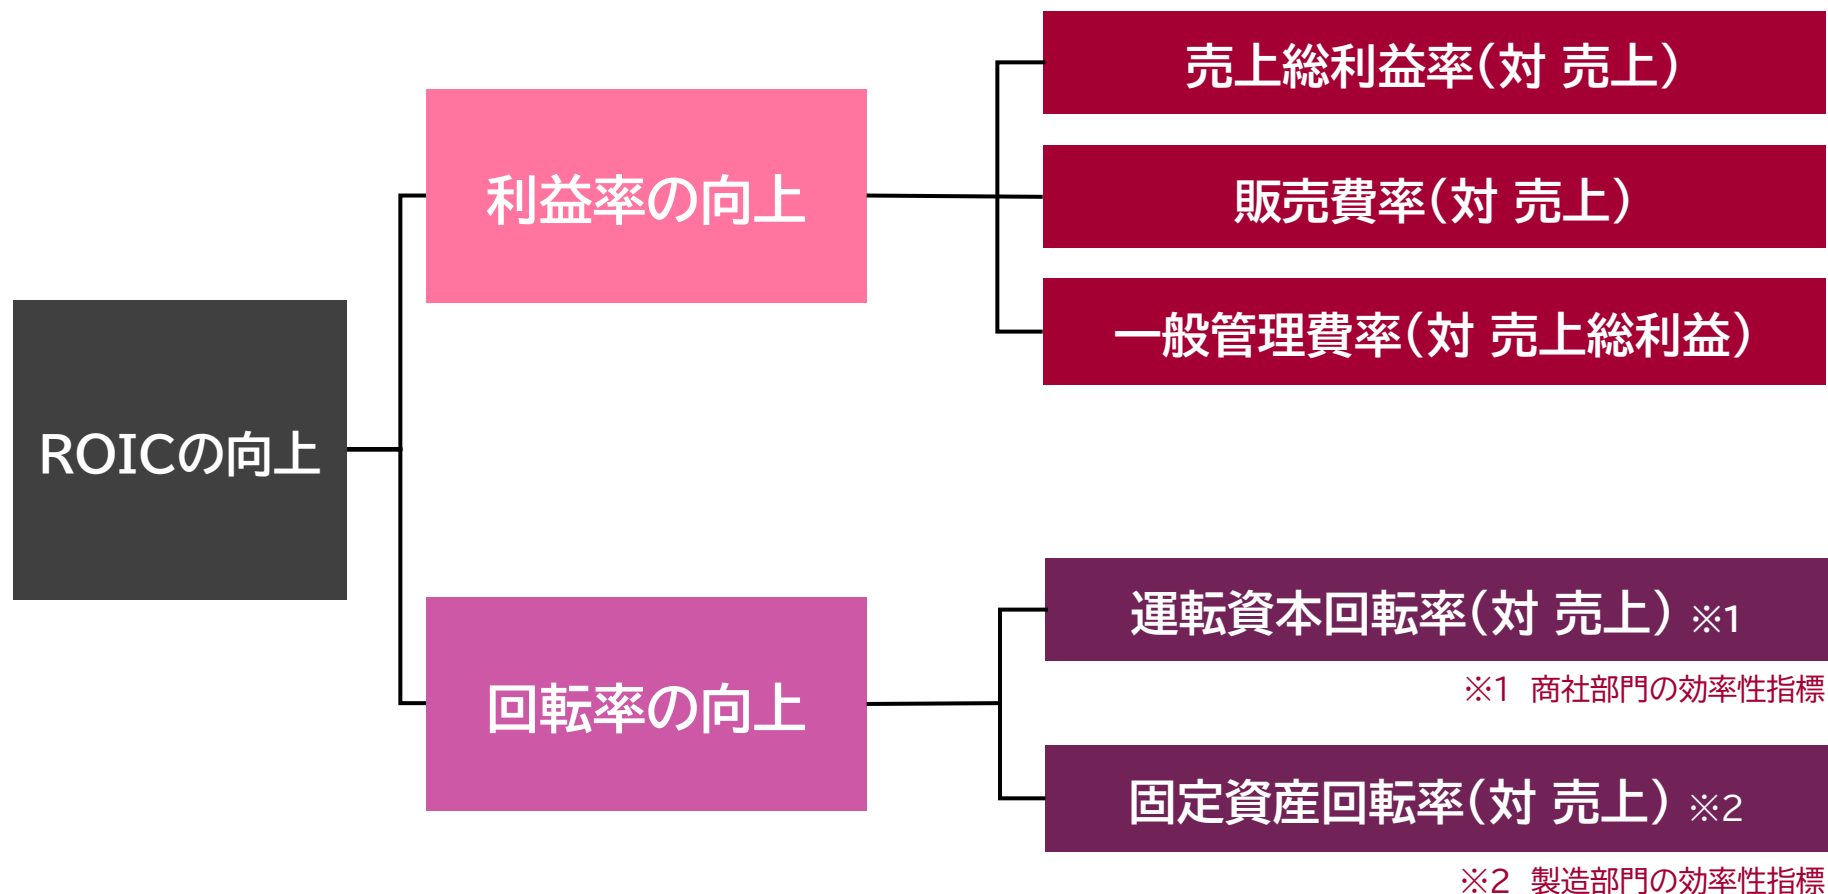 ROICの向上
利益率の向上
売上総利益率(対 売上)
販売費率(対 売上)
一般管理費率(対 売上総利益)
回転率の向上
運転資本回転率(対 売上) ※1
※1 商社部門の効率性指標
固定資産回転率(対 売上) ※2
※2 製造部門の効率性指標